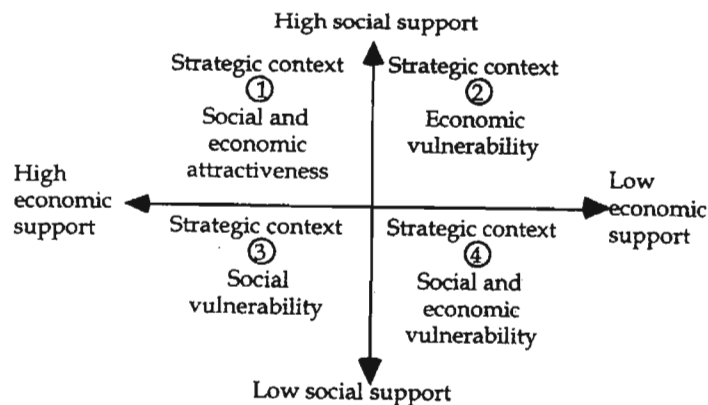 High social support
Strategic context
①
Social and
economic
attractiveness
Strategic context
②
Economic
vulnerability
High
economic
support
Low
economic
support
Strategic context
③
Social
vulnerability
Strategic context
④
Social and
economic
vulnerability
Low social support